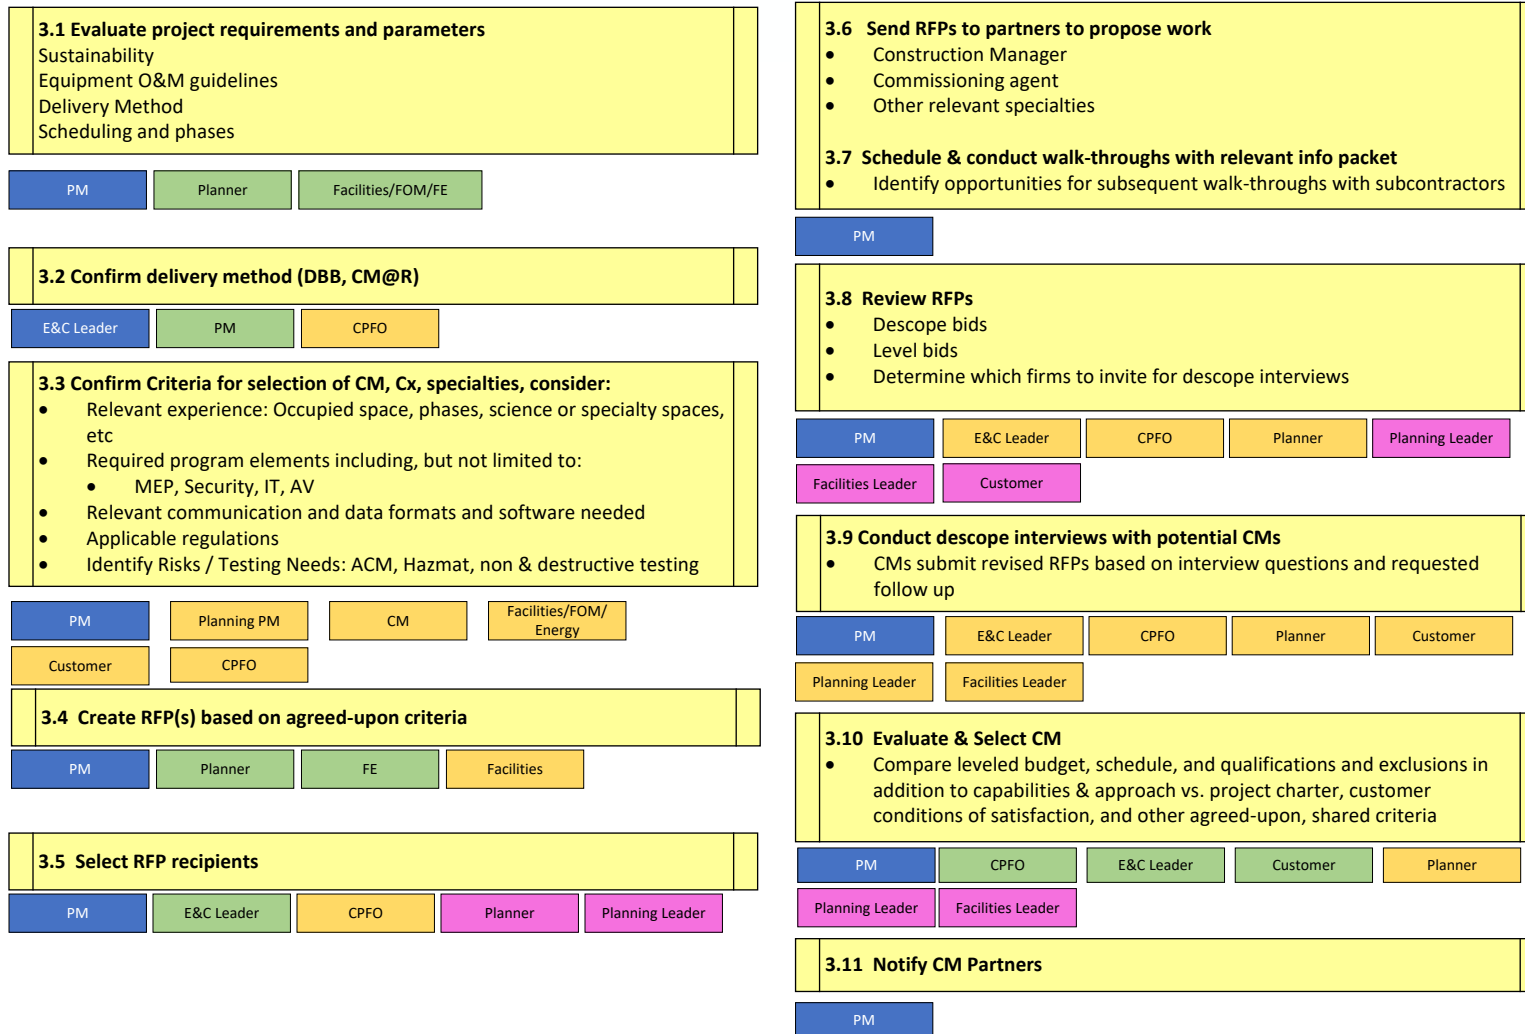 3.1 Evaluate project requirements and parameters
Sustainability
Equipment O&M guidelines
Delivery Method
Scheduling and phases
PM
Planner
Facilities/FOM/FE
3.2 Confirm delivery method (DBB, CM@R)
E&C Leader
PM
CPFO
3.3 Confirm Criteria for selection of CM, Cx, specialties, consider:
• Relevant experience: Occupied space, phases, science or specialty spaces,
etc
• Required program elements including, but not limited to:
• MEP, Security, IT, AV
• Relevant communication and data formats and software needed
• Applicable regulations
• Identify Risks / Testing Needs: ACM, Hazmat, non & destructive testing
PM
Planning PM
CM
Facilities/FOM/
Energy
Customer
CPFO
3.4 Create RFP(s) based on agreed-upon criteria
PM
Planner
FE
Facilities
3.5 Select RFP recipients
PM
E&C Leader
CPFO
Planner
Planning Leader
3.6 Send RFPs to partners to propose work
• Construction Manager
• Commissioning agent
• Other relevant specialties
3.7 Schedule & conduct walk-throughs with relevant info packet
• Identify opportunities for subsequent walk-throughs with subcontractors
PM
3.8 Review RFPs
• Descope bids
• Level bids
• Determine which firms to invite for descope interviews
PM
E&C Leader
CPFO
Planner
Planning Leader
Facilities Leader
Customer
3.9 Conduct descope interviews with potential CMs
• CMs submit revised RFPs based on interview questions and requested
follow up
PM
E&C Leader
CPFO
Planner
Customer
Planning Leader
Facilities Leader
3.10 Evaluate & Select CM
• Compare leveled budget, schedule, and qualifications and exclusions in
addition to capabilities & approach vs. project charter, customer
conditions of satisfaction, and other agreed-upon, shared criteria
PM
CPFO
E&C Leader
Customer
Planner
Planning Leader
Facilities Leader
3.11 Notify CM Partners
PM